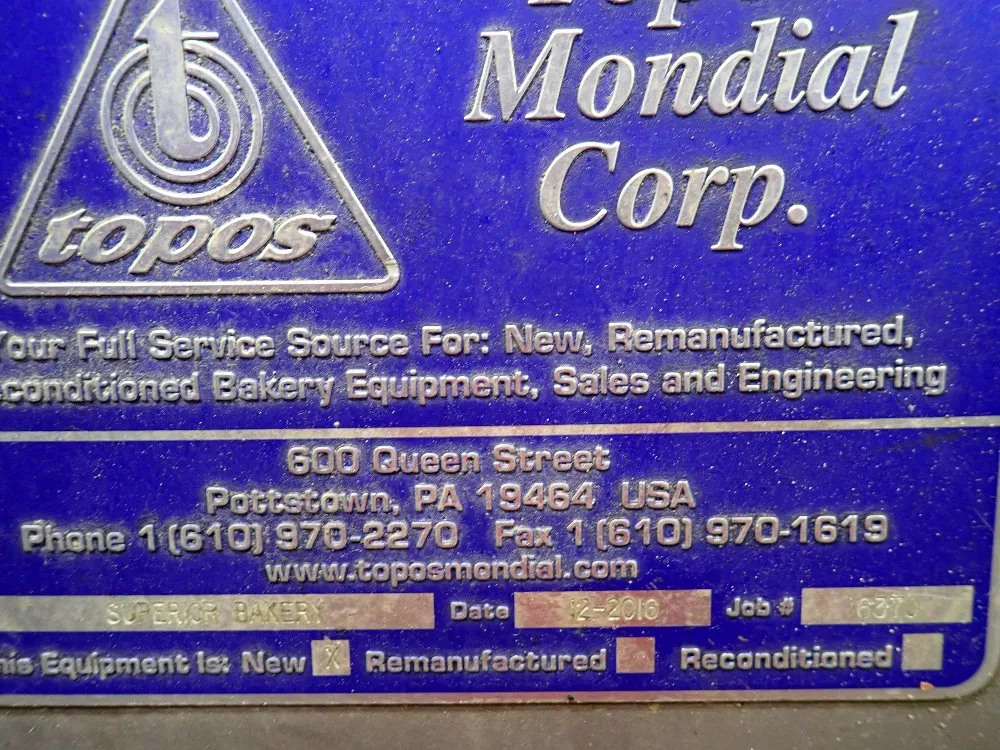 t
topos
Mondial
Corp.
Your Full Service Source For: New, Remanufactured,
econditioned Bakery Equipment, Sales and Engineering
600 Queen Street
Pottstown, PA 19464 USA
Phone 1 (610) 970-2270 Fax 1 (610) 970-1619
www.toposmondial.com
SUPERIOR BAKERY Date 12-2016 Job #
his Equipment Is: New X Remanufactured Reconditioned